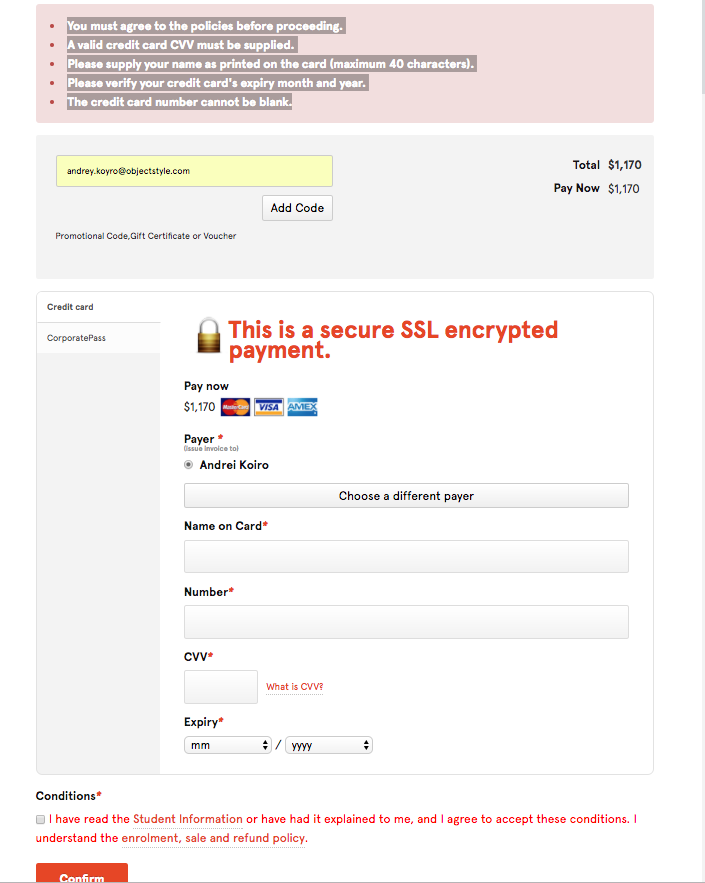 You must agree to the policies before proceeding.
A valid credit card CVV must be supplied.
Please supply your name as printed on the card (maximum 40 characters).
Please verify your credit card's expiry month and year.
The credit card number cannot be blank.
andrey.koyro@objectstyle.com
Total $1,170
Pay Now $1,170
Add Code
Promotional Code,Gift Certificate or Voucher
Credit card
CorporatePass
This is a secure SSL encrypted
payment.
Pay now
$1,170 MasterCard VISA AMEX
Payer *
(issue invoice to)
Andrei Koiro
Choose a different payer
Name on Card*
Number*
CVV*
What is CVV?
Expiry*
mm / yyyy
Conditions*
I have read the Student Information or have had it explained to me, and I agree to accept these conditions. I
understand the enrolment, sale and refund policy.
Confirm